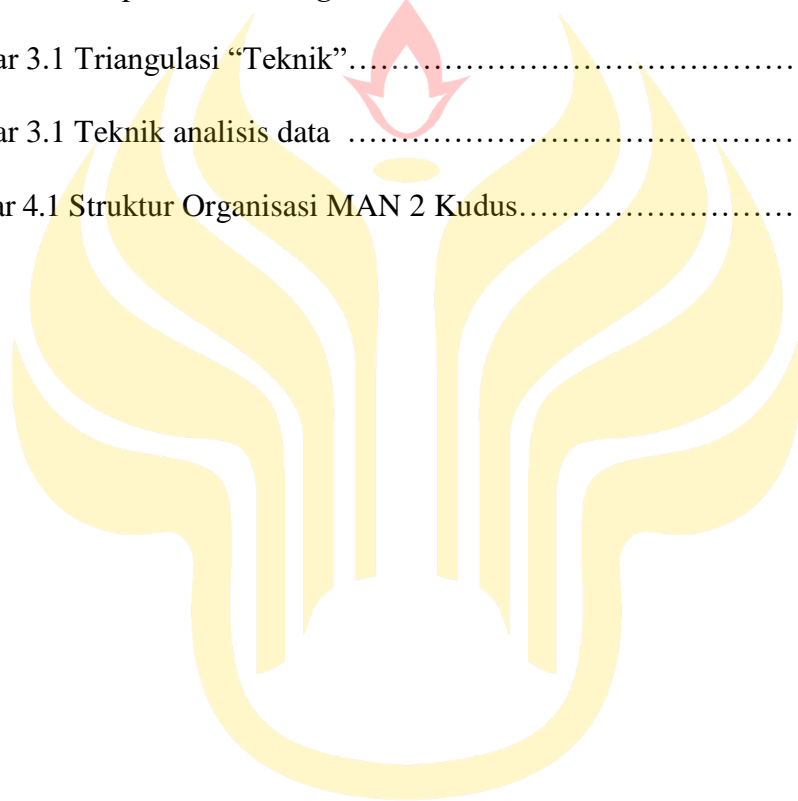 ar 3.1 Triangulasi “Teknik”……………………………………
ar 3.1 Teknik analisis data ……………………………………
ar 4.1 Struktur Organisasi MAN 2 Kudus………………………